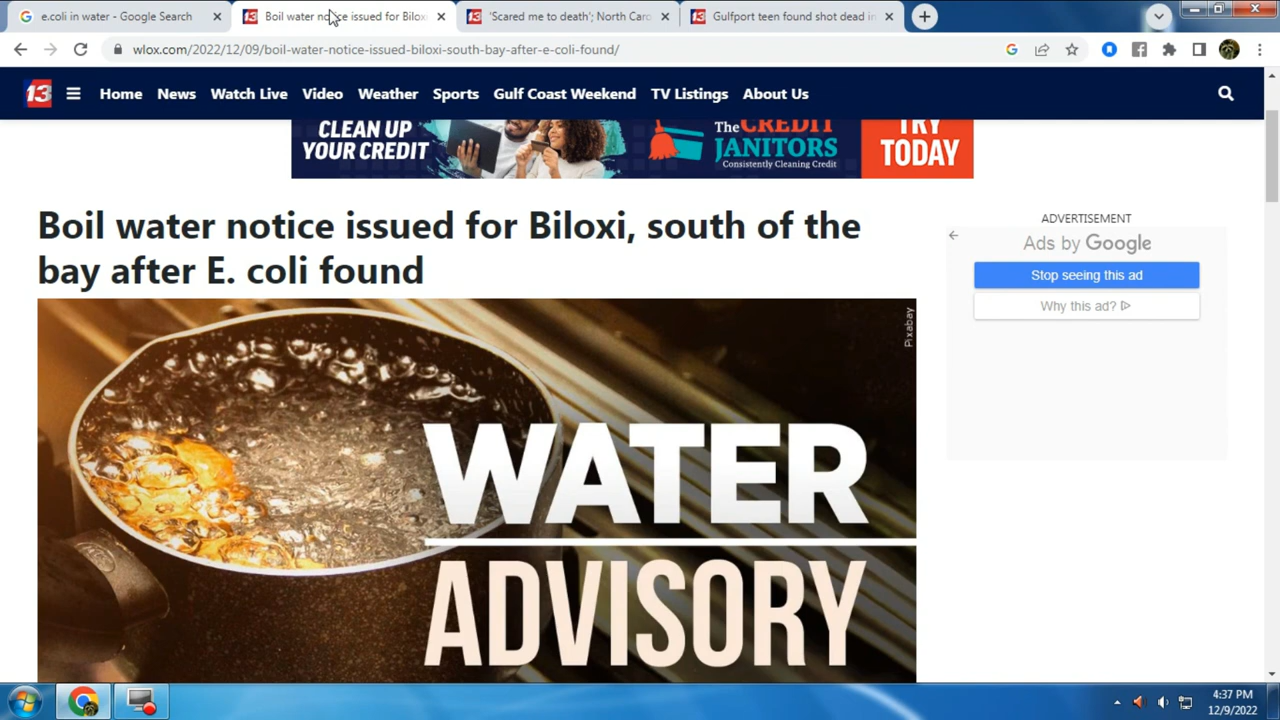 e.coli in water - Google Search
Boil water notice issued for Bilox
'Scared me to death'; North Caro
Gulfport teen found shot dead in
wlox.com/2022/12/09/boil-water-notice-issued-biloxi-south-bay-after-e-coli-found/
13
Home News Watch Live Video Weather Sports Gulf Coast Weekend TV Listings About Us
CLEAN UP
YOUR CREDIT
The CREDIT
JANITORS
Consistently Cleaning Credit
TRY
TODAY
Boil water notice issued for Biloxi, south of the
bay after E. coli found
ADVERTISEMENT
Ads by Google
Stop seeing this ad
Why this ad?
Pixabay
WATER
ADVISORY
4:37 PM
12/9/2022